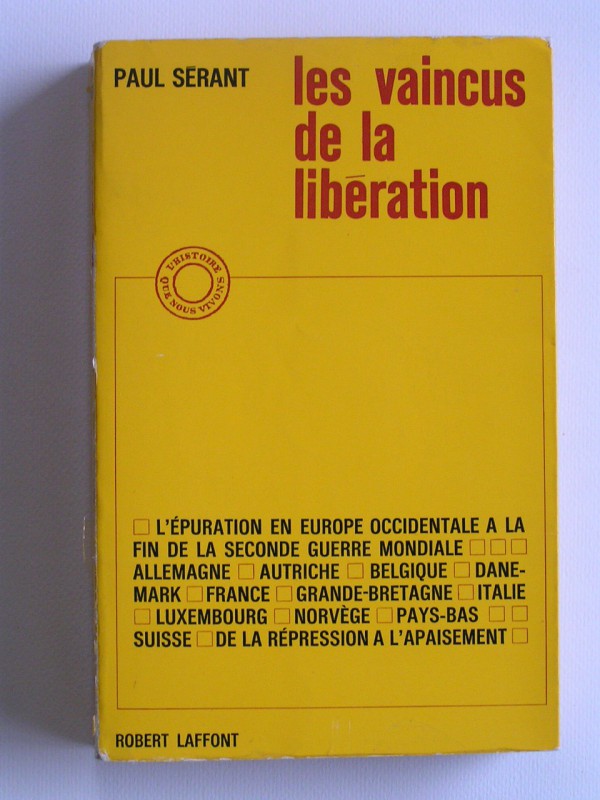 PAUL SÉRANT
les vaincus
de la
libération
L'HISTOIRE
QUE NOUS VIVONS
□ L'ÉPURATION EN EUROPE OCCIDENTALE A LA
FIN DE LA SECONDE GUERRE MONDIALE □ □ □
ALLEMAGNE □ AUTRICHE □ BELGIQUE □ DANE-
MARK □ FRANCE □ GRANDE-BRETAGNE □ ITALIE
□ LUXEMBOURG □ NORVÈGE □ PAYS-BAS □ □
SUISSE □ DE LA RÉPRESSION A L'APAISEMENT □
ROBERT LAFFONT